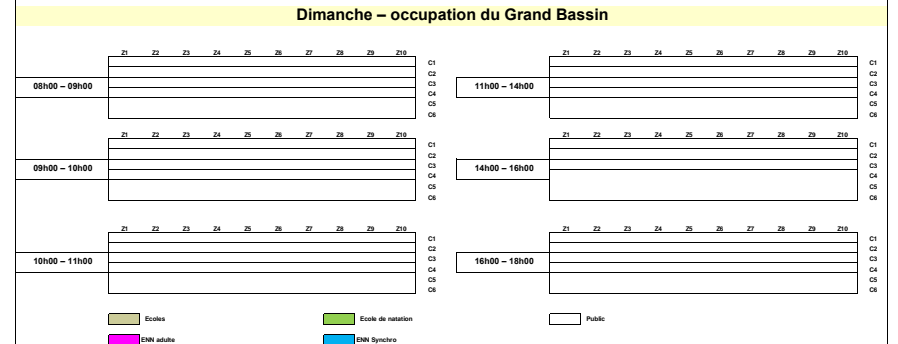 Dimanche – occupation du Grand Bassin
Z1 Z2 Z3 Z4 Z5 Z6 Z7 Z8 Z9 Z10
C1
C2
08h00 – 09h00 C3
C4
C5
C6
Z1 Z2 Z3 Z4 Z5 Z6 Z7 Z8 Z9 Z10
C1
C2
11h00 – 14h00 C3
C4
C5
C6
Z1 Z2 Z3 Z4 Z5 Z6 Z7 Z8 Z9 Z10
C1
C2
09h00 – 10h00 C3
C4
C5
C6
Z1 Z2 Z3 Z4 Z5 Z6 Z7 Z8 Z9 Z10
C1
C2
14h00 – 16h00 C3
C4
C5
C6
Z1 Z2 Z3 Z4 Z5 Z6 Z7 Z8 Z9 Z10
C1
C2
10h00 – 11h00 C3
C4
C5
C6
Z1 Z2 Z3 Z4 Z5 Z6 Z7 Z8 Z9 Z10
C1
C2
16h00 – 18h00 C3
C4
C5
C6
Ecoles Ecole de natation Public
ENN adulte ENN Synchro